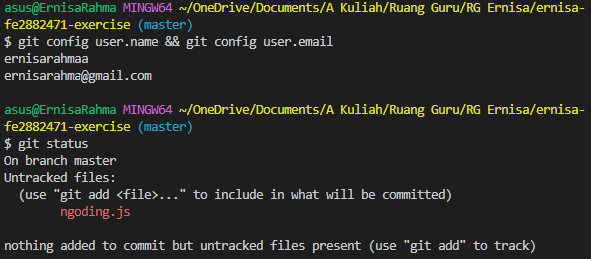 asus@ErnisaRahma MINGW64 ~/OneDrive/Documents/A Kuliah/Ruang Guru/RG Ernisa/ernisa-
fe2882471-exercise (master)
$ git config user.name && git config user.email
ernisarahmaa
ernisarahma@gmail.com

asus@ErnisaRahma MINGW64 ~/OneDrive/Documents/A Kuliah/Ruang Guru/RG Ernisa/ernisa-
fe2882471-exercise (master)
$ git status
On branch master
Untracked files:
  (use "git add <file>..." to include in what will be committed)
        ngoding.js

nothing added to commit but untracked files present (use "git add" to track)